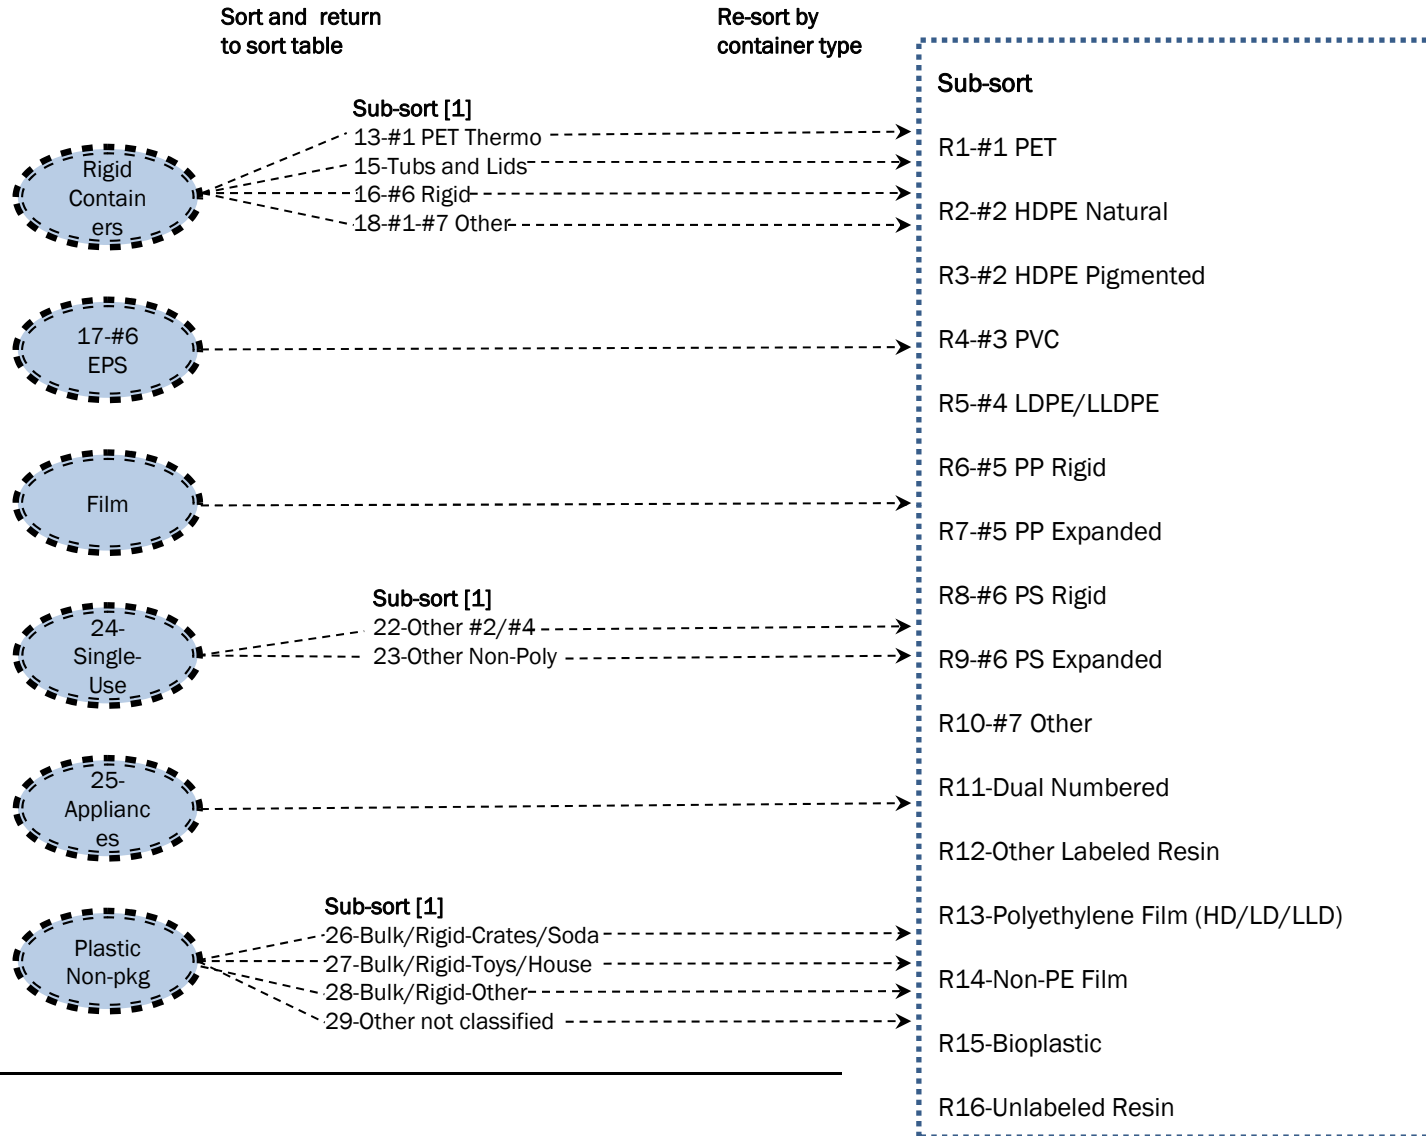 Sort and return
to sort table
Re-sort by
container type
Sub-sort [1]
13-#1 PET Thermo
15-Tubs and Lids
16-#6 Rigid
18-#1-#7 Other
Rigid
Contain
ers
17-#6
EPS
Film
Sub-sort [1]
22-Other #2/#4
23-Other Non-Poly
24-
Single-
Use
25-
Applianc
es
Sub-sort [1]
26-Bulk/Rigid-Crates/Soda
27-Bulk/Rigid-Toys/House
28-Bulk/Rigid-Other
29-Other not classified
Plastic
Non-pkg
Sub-sort
R1-#1 PET
R2-#2 HDPE Natural
R3-#2 HDPE Pigmented
R4-#3 PVC
R5-#4 LDPE/LLDPE
R6-#5 PP Rigid
R7-#5 PP Expanded
R8-#6 PS Rigid
R9-#6 PS Expanded
R10-#7 Other
R11-Dual Numbered
R12-Other Labeled Resin
R13-Polyethylene Film (HD/LD/LLD)
R14-Non-PE Film
R15-Bioplastic
R16-Unlabeled Resin